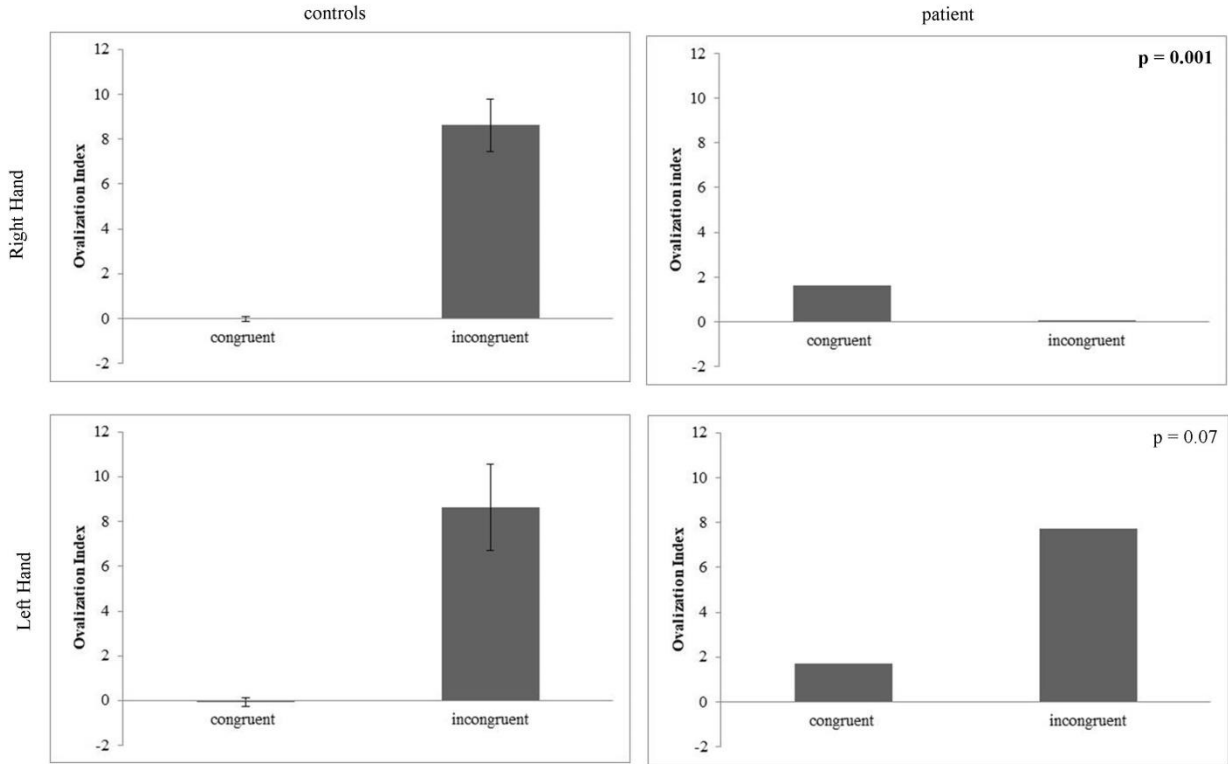 controls
patient
Right Hand
Ovalization Index
12
10
8
6
4
2
0
-2
congruent
incongruent
p = 0.001
Ovalization index
12
10
8
6
4
2
0
-2
congruent
incongruent
Left Hand
Ovalization Index
12
10
8
6
4
2
0
-2
congruent
incongruent
p = 0.07
Ovalization Index
12
10
8
6
4
2
0
-2
congruent
incongruent